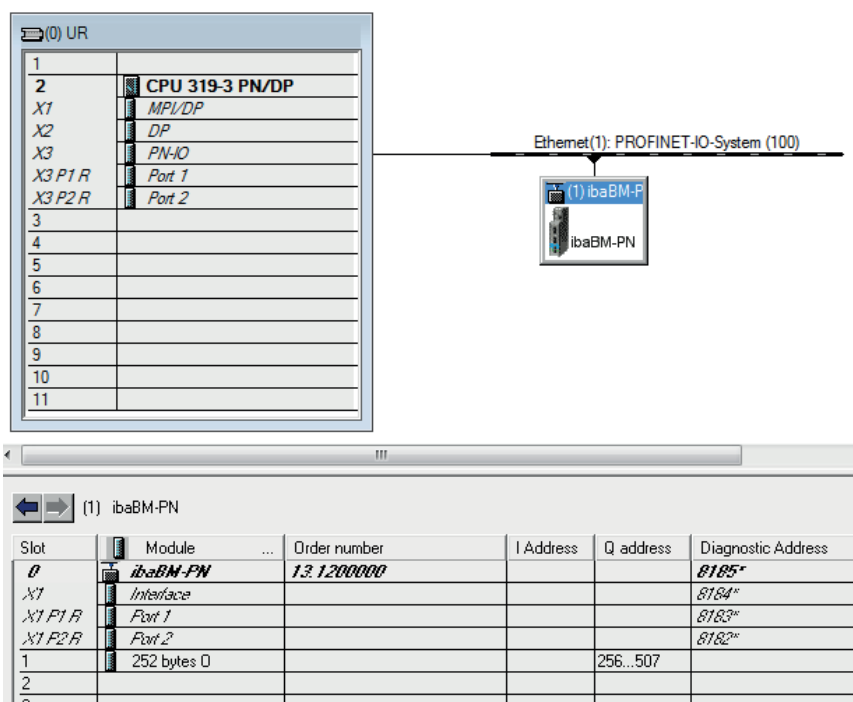 (0) UR
1
2 CPU 319-3 PN/DP
X1 MPI/DP
X2 DP
X3 PN-IO
X3 P1 R Port 1
X3 P2 R Port 2
3
4
5
6
7
8
9
10
11
Ethernet(1): PROFINET-IO-System (100)
(1) ibaBM-P
ibaBM-PN
(1) ibaBM-PN
Slot Module ... Order number I Address Q address Diagnostic Address
0 ibaBM-PN 13.1200000 8185*
X1 Interface 8184*
X1 P1 R Port 1 8183*
X1 P2 R Port 2 8182*
1 252 bytes O 256...507
2